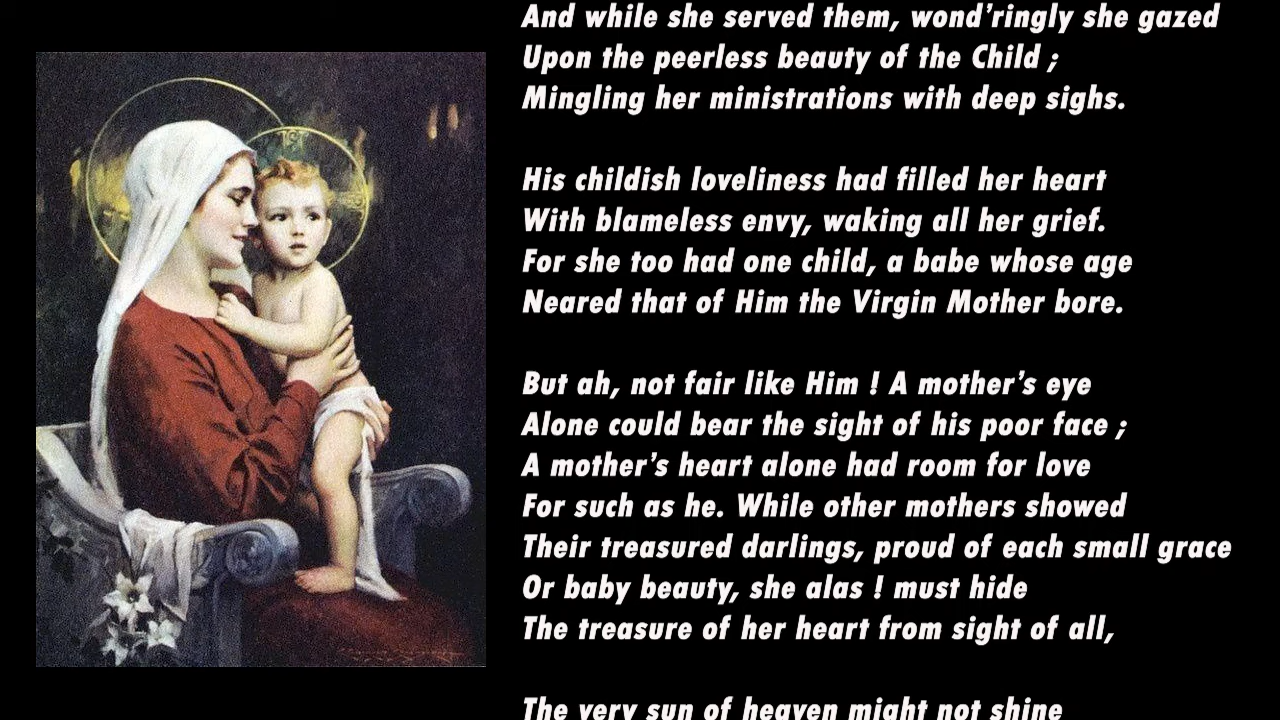 And while she served them, wond’ringly she gazed
Upon the peerless beauty of the Child ;
Mingling her ministrations with deep sighs.
His childish loveliness had filled her heart
With blameless envy, waking all her grief.
For she too had one child, a babe whose age
Neared that of Him the Virgin Mother bore.
But ah, not fair like Him ! A mother’s eye
Alone could bear the sight of his poor face ;
A mother’s heart alone had room for love
For such as he. While other mothers showed
Their treasured darlings, proud of each small grace
Or baby beauty, she alas ! must hide
The treasure of her heart from sight of all,
The very sun of heaven might not shine